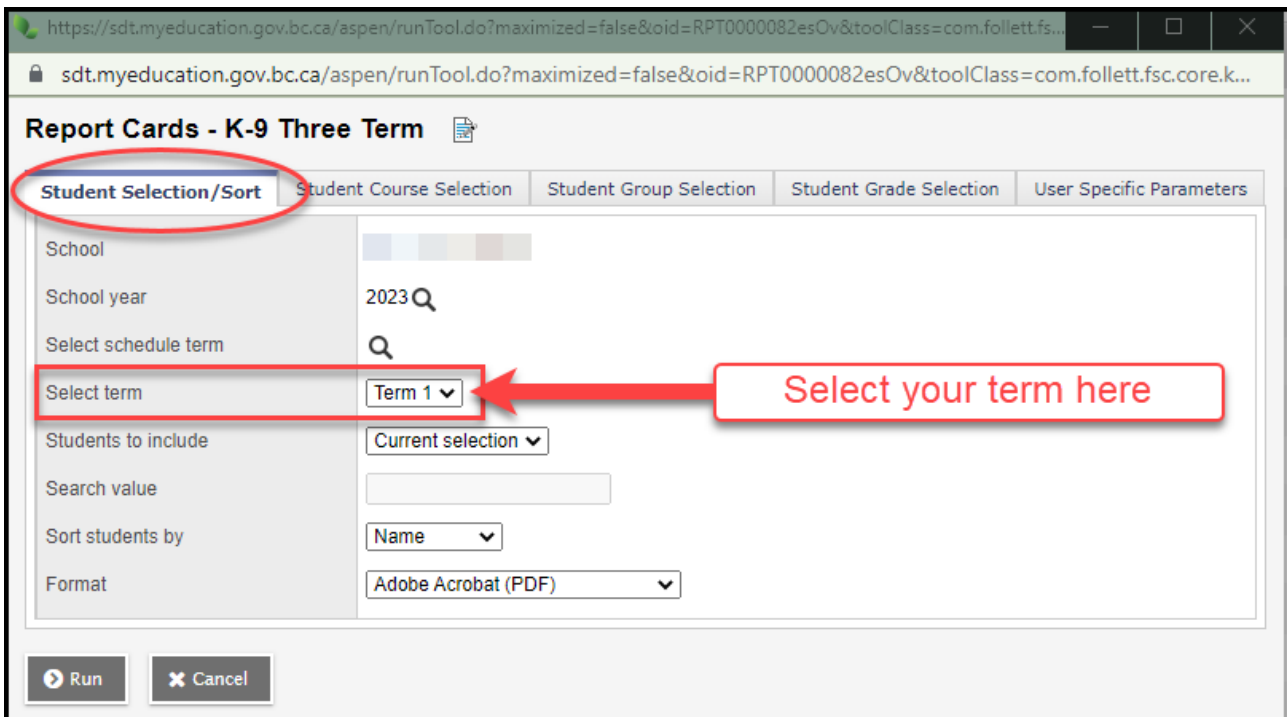 https://sdt.myeducation.gov.bc.ca/aspen/runTool.do?maximized=false&oid=RPT0000082esOv&toolClass=com.follett.fs...
sdt.myeducation.gov.bc.ca/aspen/runTool.do?maximized=false&oid=RPT0000082esOv&toolClass=com.follett.fsc.core.k...
Report Cards - K-9 Three Term
Student Selection/Sort Student Course Selection Student Group Selection Student Grade Selection User Specific Parameters
School
School year 2023
Select schedule term
Select term Term 1 Select your term here
Students to include Current selection
Search value
Sort students by Name
Format Adobe Acrobat (PDF)
Run Cancel